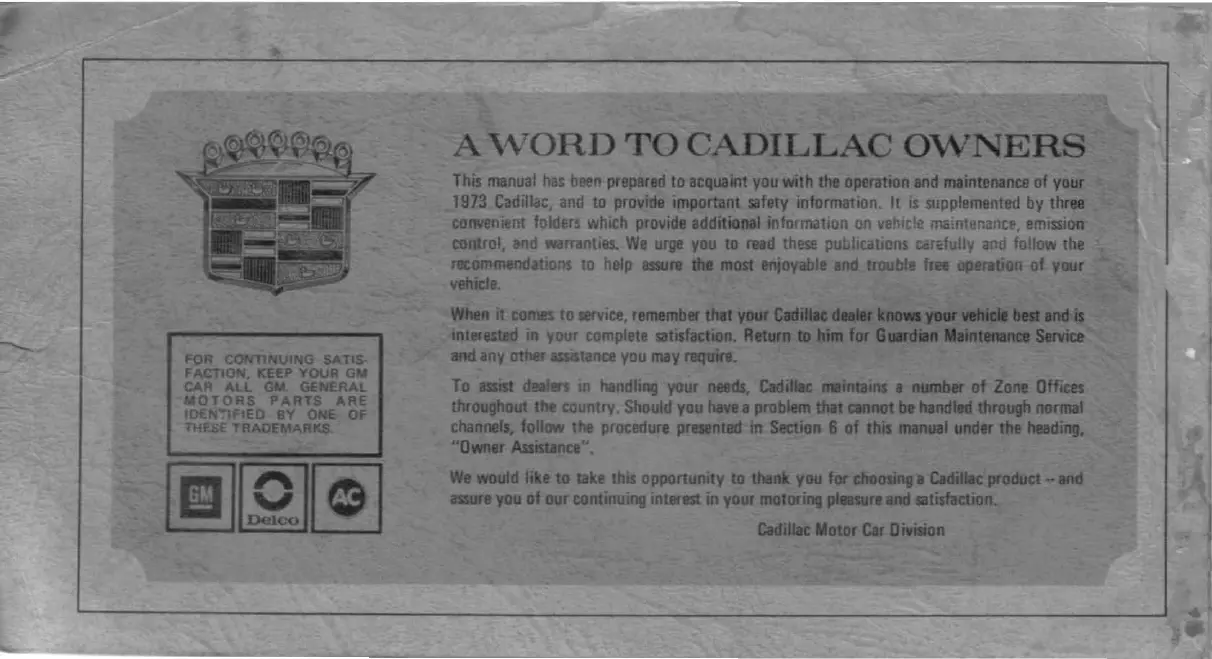 A WORD TO CADILLAC OWNERS
This manual has been prepared to acquaint you with the operation and maintenance of your
1973 Cadillac, and to provide important safety information. It is supplemented by three
convenient folders which provide additional information on vehicle maintenance, emission
control, and warranties. We urge you to read these publications carefully and follow the
recommendations to help assure the most enjoyable and trouble free operation of your
vehicle.
When it comes to service, remember that your Cadillac dealer knows your vehicle best and is
interested in your complete satisfaction. Return to him for Guardian Maintenance Service
and any other assistance you may require.
To assist dealers in handling your needs, Cadillac maintains a number of Zone Offices
throughout the country. Should you have a problem that cannot be handled through normal
channels, follow the procedure presented in Section 6 of this manual under the heading,
"Owner Assistance".
We would like to take this opportunity to thank you for choosing a Cadillac product -- and
assure you of our continuing interest in your motoring pleasure and satisfaction.
Cadillac Motor Car Division
FOR CONTINUING SATIS-
FACTION, KEEP YOUR GM
CAR ALL GM. GENERAL
MOTORS PARTS ARE
IDENTIFIED BY ONE OF
THESE TRADEMARKS.
GM
Delco
AC